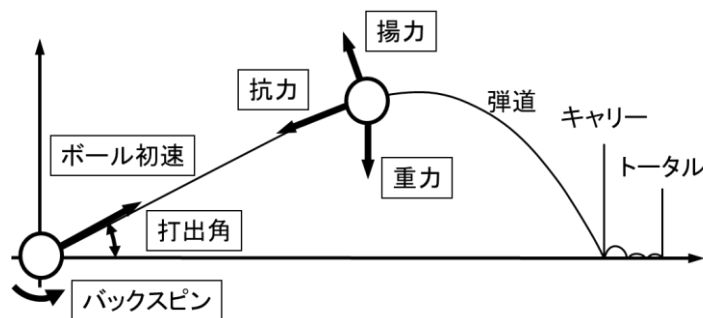 揚力
抗力
弾道
キャリー
ボール初速
重力
トータル
打出角
バックスピン